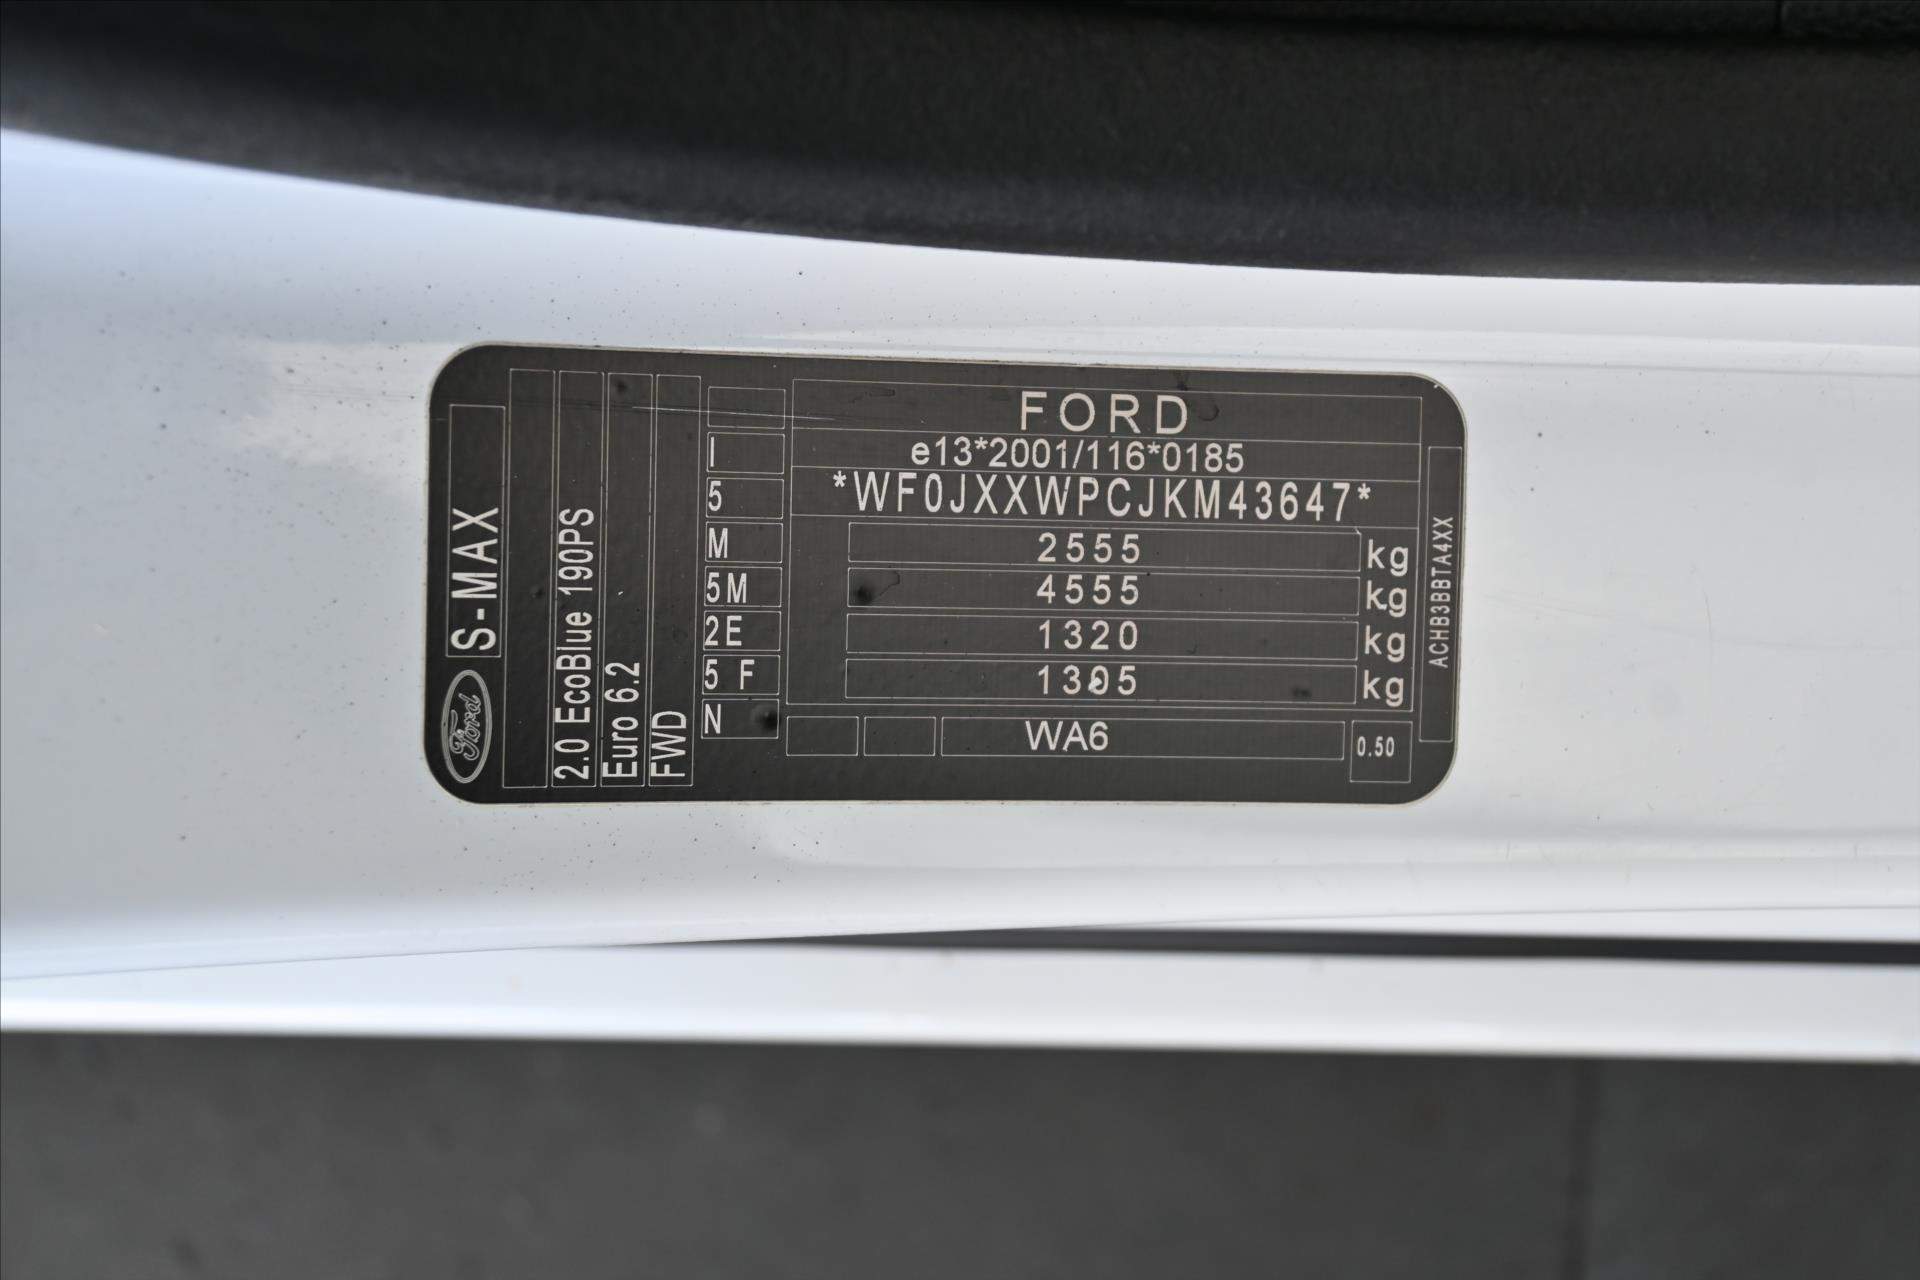 Ford
S-MAX
2.0 EcoBlue 190PS
Euro 6.2
FWD
I
5
M
5M
2E
5 F
N
FORD
e13*2001/116*0185
*WF0JXXWPCJKM43647*
2555 kg
4555 kg
1320 kg
1305 kg
WA6
0.50
ACHB3BBTA4XX